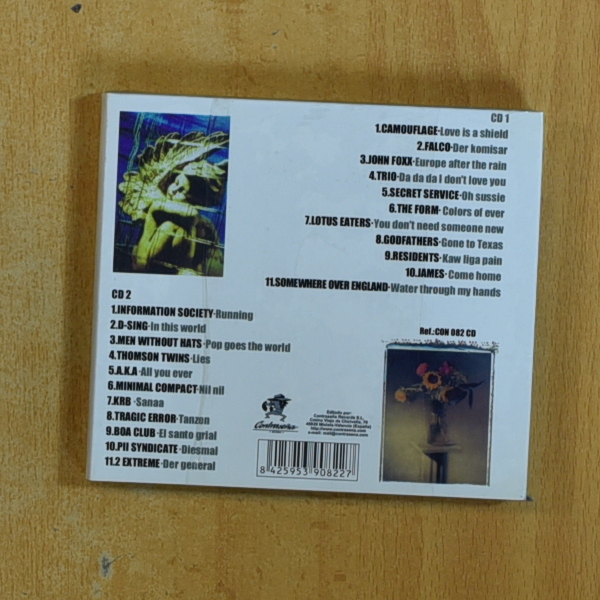 CD 1
1.CAMOUFLAGE·Love is a shield
2.FALCO·Der komisar
3.JOHN FOXX·Europe after the rain
4.TRIO·Da da da I don't love you
5.SECRET SERVICE·Oh sussie
6.THE FORM· Colors of ever
7.LOTUS EATERS·You don't need someone new
8.GODFATHERS·Gone to Texas
9.RESIDENTS·Kaw liga pain
10.JAMES· Come home
11.SOMEWHERE OVER ENGLAND·Water through my hands
CD 2
1.INFORMATION SOCIETY·Running
2.D-SING·In this world
3.MEN WITHOUT HATS·Pop goes the world
4.THOMSON TWINS·Lies
5.A.K.A·All you ever
6.MINIMAL COMPACT·Nil nil
7.KRB ·Sanaa
8.TRAGIC ERROR·Tanzen
9.BOA CLUB·El santo grial
10.PII SYNDICATE·Diesmal
11.2 EXTREME·Der general
Ref.:CON 082 CD
Contraseña
Editado por:
Contraseña Records S.L.
8 425953 908227